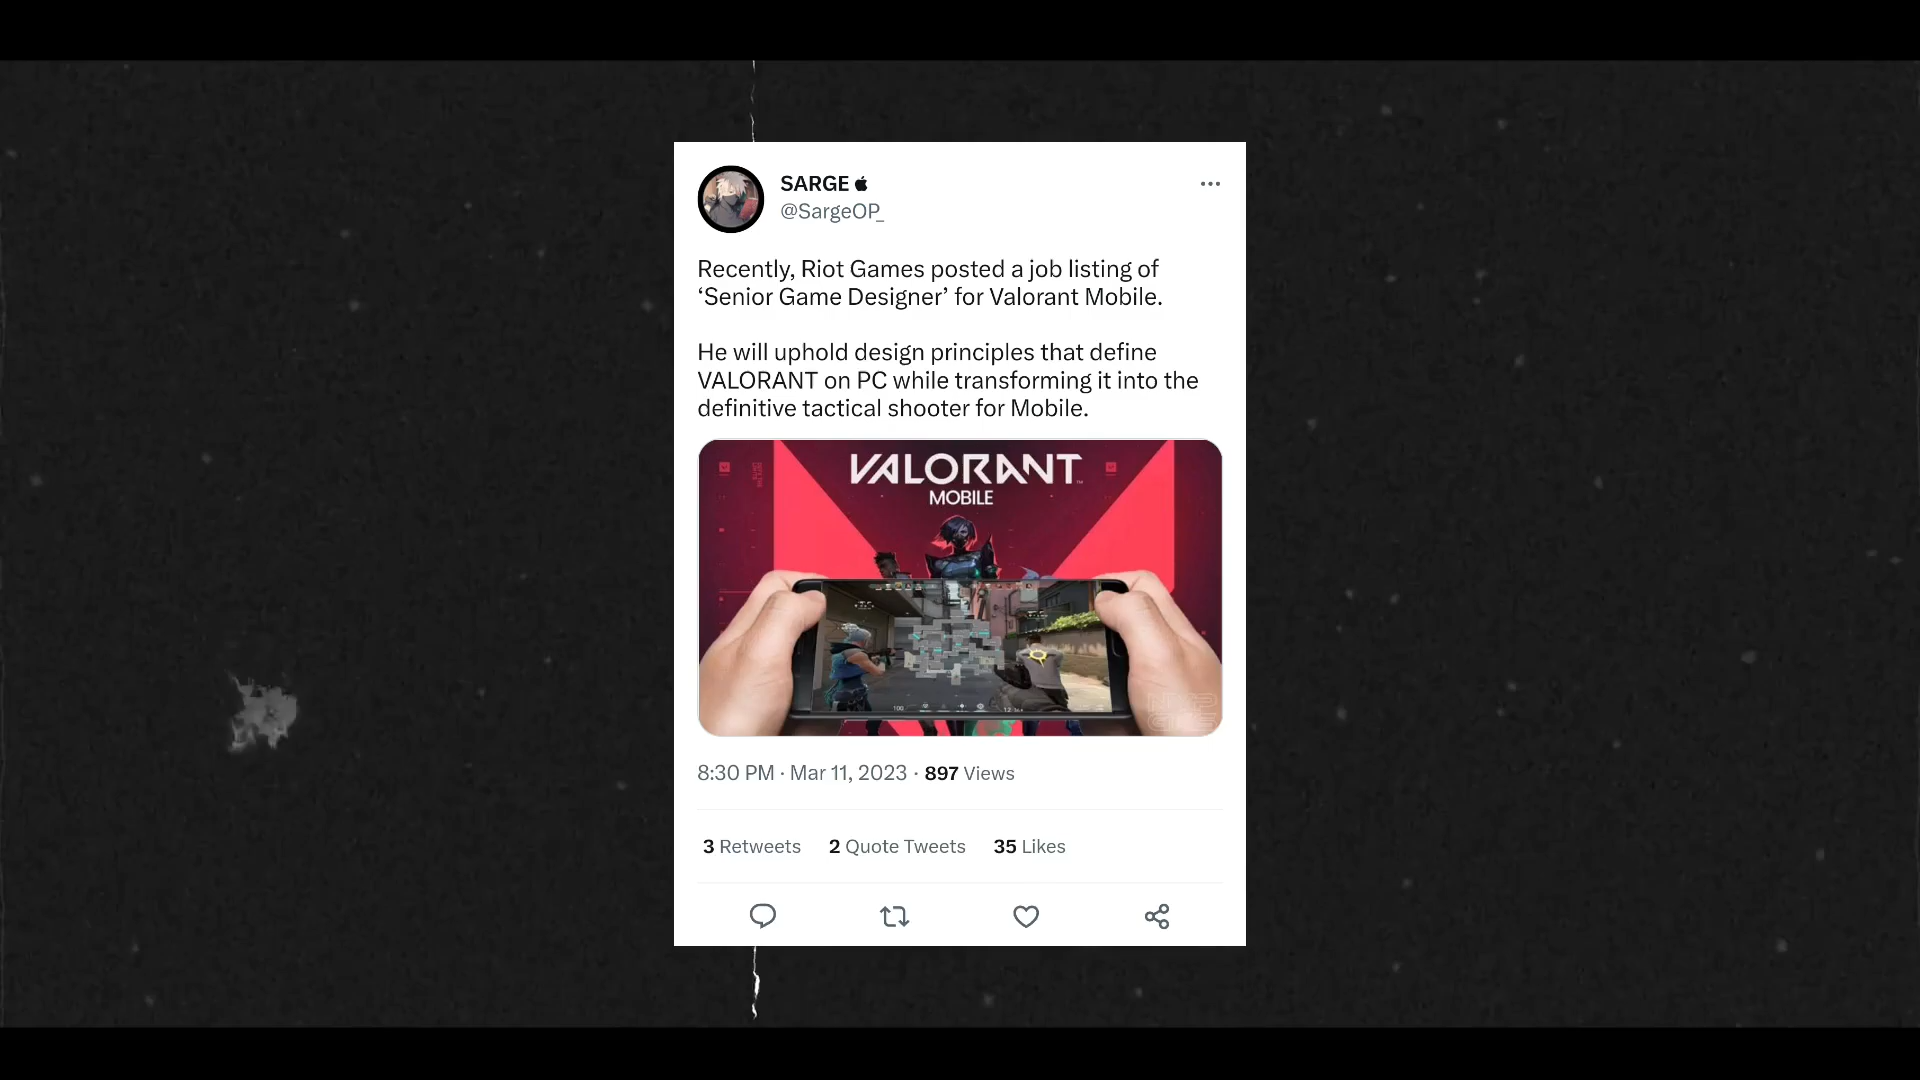 SARGE
@SargeOP_
Recently, Riot Games posted a job listing of
‘Senior Game Designer’ for Valorant Mobile.
He will uphold design principles that define
VALORANT on PC while transforming it into the
definitive tactical shooter for Mobile.
VALORANT
MOBILE
100
8:30 PM · Mar 11, 2023 · 897 Views
3 Retweets 2 Quote Tweets 35 Likes